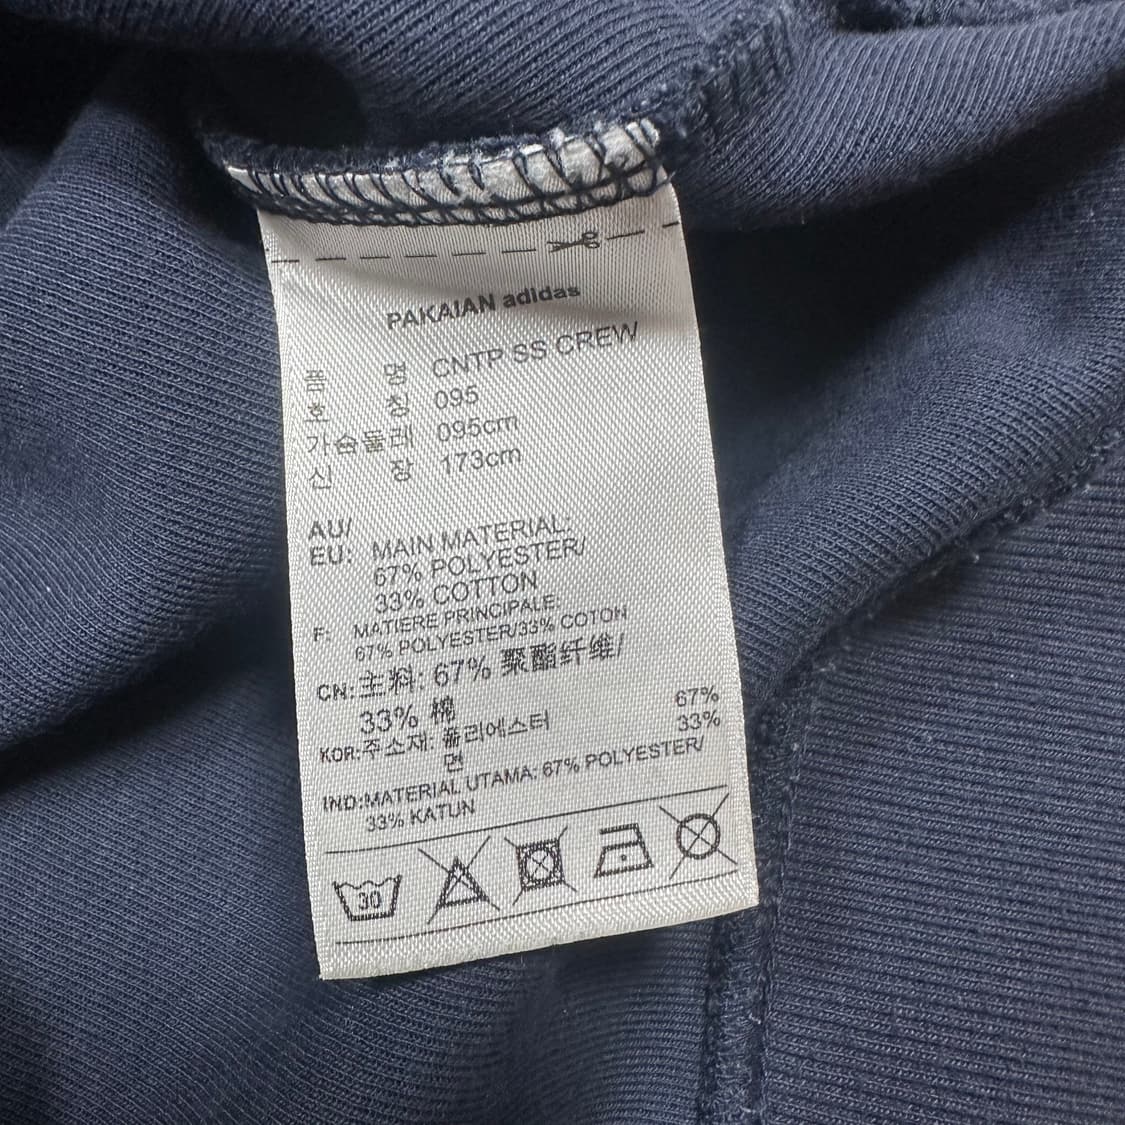 PAKAIAN adidas
품 명 CNTP SS CREW
호 칭 095
가슴둘레 095cm
신 장 173cm
AU/
EU: MAIN MATERIAL:
67% POLYESTER/
33% COTTON
F: MATIERE PRINCIPALE:
67% POLYESTER/33% COTON
CN:主料: 67% 聚酯纤维/
33% 棉
KOR:주소재: 폴리에스터 67%
면 33%
IND:MATERIAL UTAMA: 67% POLYESTER/
33% KATUN
30